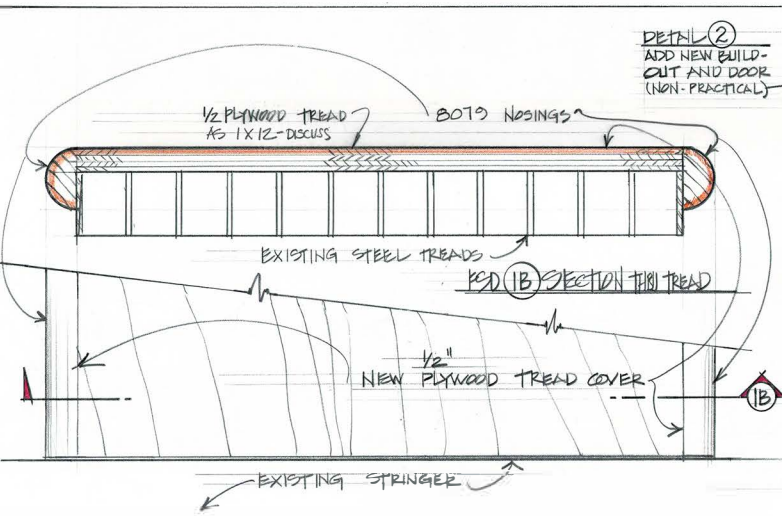 DETAIL 2
ADD NEW BUILD-
OUT AND DOOR
(NON-PRACTICAL)
1/2 PLYWOOD TREAD
AS 1X12-DISCUSS
8079 NOSINGS
EXISTING STEEL TREADS
FSD 1B SECTION THRU TREAD
1/2"
NEW PLYWOOD TREAD COVER
1B
EXISTING STRINGER